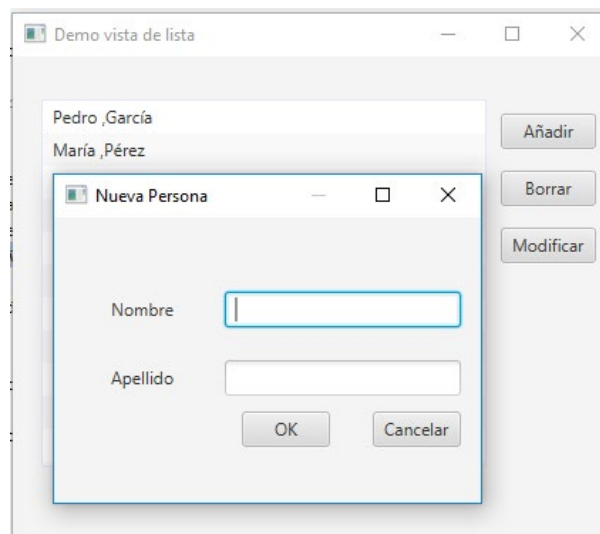 Demo vista de lista
Pedro ,García
María ,Pérez
Añadir
Borrar
Modificar
Nueva Persona
Nombre
Apellido
OK
Cancelar